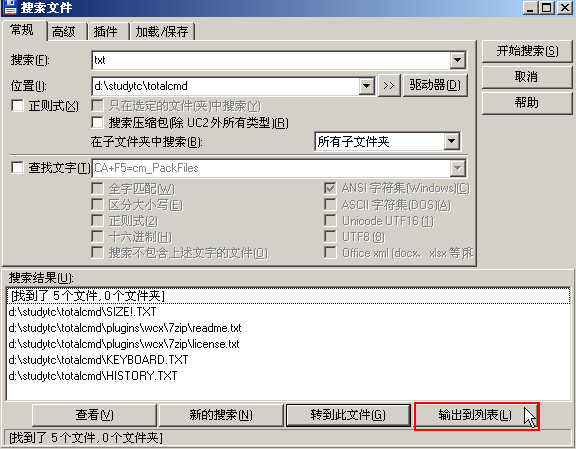 搜索文件
常规 高级 插件 加载/保存
搜索(F): txt 开始搜索(S)
位置(I): d:\studytc\totalcmd >> 驱动器(D) 取消
正则式(X) 只在选定的文件(夹)中搜索(Y) 帮助
搜索压缩包(除 UC2 外所有类型)(R)
在子文件夹中搜索(B): 所有子文件夹
查找文字(T) CA+F5=cm_PackFiles
全字匹配(W) ANSI 字符集(Windows)(C)
区分大小写(E) ASCII 字符集(DOS)(A)
正则式(2) Unicode UTF16 (1)
十六进制(H) UTF8 (8)
搜索不包含上述文字的文件(O) Office xml (docx、xlsx 等)
搜索结果(U):
[找到了 5 个文件, 0 个文件夹]
d:\studytc\totalcmd\SIZE!.TXT
d:\studytc\totalcmd\plugins\wcx\7zip\readme.txt
d:\studytc\totalcmd\plugins\wcx\7zip\license.txt
d:\studytc\totalcmd\KEYBOARD.TXT
d:\studytc\totalcmd\HISTORY.TXT
查看(V) 新的搜索(N) 转到此文件(G) 输出到列表(L)
[找到了 5 个文件, 0 个文件夹]